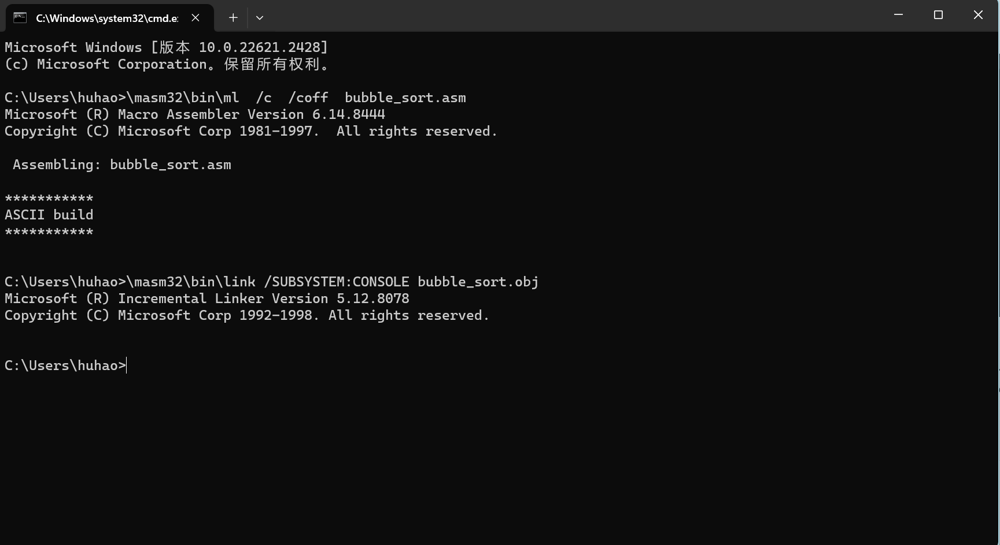 C:\Windows\system32\cmd.e
Microsoft Windows [版本 10.0.22621.2428]
(c) Microsoft Corporation。保留所有权利。
C:\Users\huhao>\masm32\bin\ml  /c  /coff  bubble_sort.asm
Microsoft (R) Macro Assembler Version 6.14.8444
Copyright (C) Microsoft Corp 1981-1997.  All rights reserved.
 Assembling: bubble_sort.asm
***********
ASCII build
***********
C:\Users\huhao>\masm32\bin\link /SUBSYSTEM:CONSOLE bubble_sort.obj
Microsoft (R) Incremental Linker Version 5.12.8078
Copyright (C) Microsoft Corp 1992-1998. All rights reserved.
C:\Users\huhao>